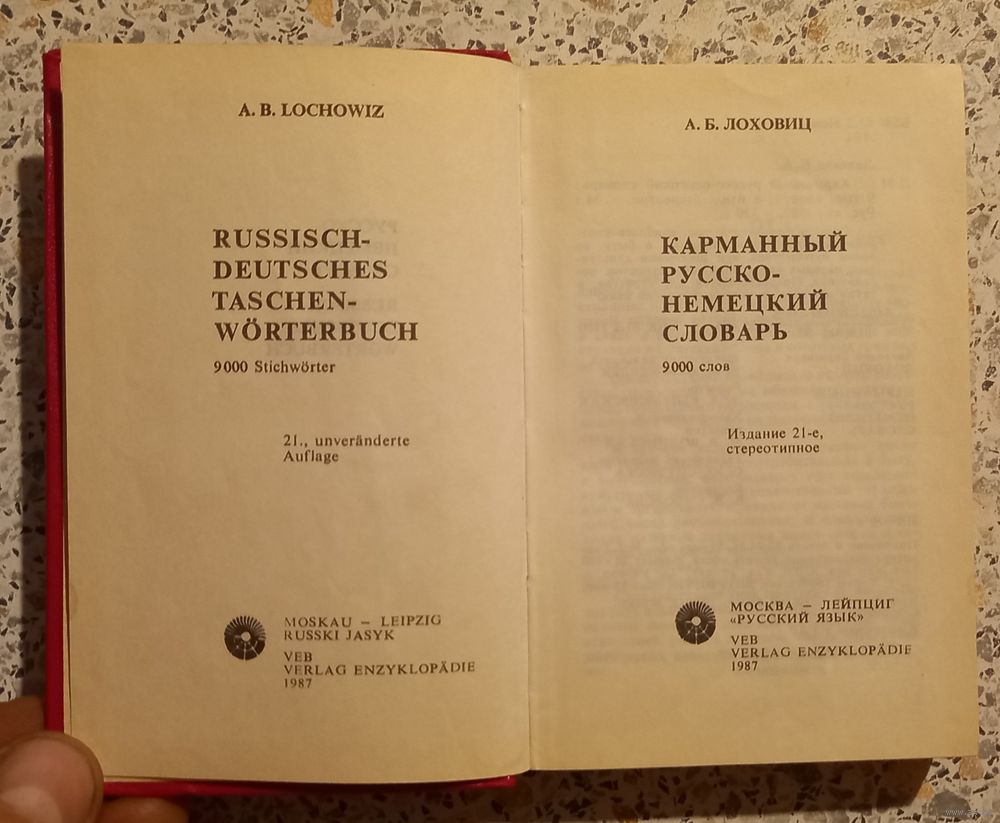 A. B. LOCHOWIZ
RUSSISCH-
DEUTSCHES
TASCHEN-
WÖRTERBUCH
9000 Stichwörter
21., unveränderte
Auflage
MOSKAU – LEIPZIG
RUSSKI JASYK
VEB
VERLAG ENZYKLOPÄDIE
1987
А. Б. ЛОХОВИЦ
КАРМАННЫЙ
РУССКО-
НЕМЕЦКИЙ
СЛОВАРЬ
9000 слов
Издание 21-е,
стереотипное
МОСКВА – ЛЕЙПЦИГ
«РУССКИЙ ЯЗЫК»
VEB
VERLAG ENZYKLOPÄDIE
1987